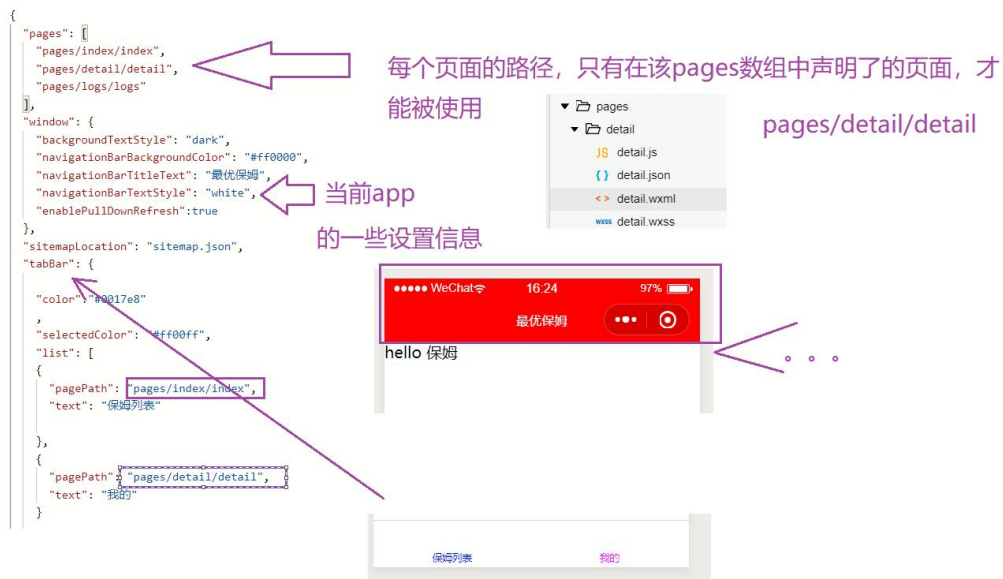 {
"pages": [
"pages/index/index",
"pages/detail/detail",
"pages/logs/logs"
],
"window": {
"backgroundTextStyle": "dark",
"navigationBarBackgroundColor": "#ff0000",
"navigationBarTitleText": "最优保姆",
"navigationBarTextStyle": "white",
"enablePullDownRefresh":true
},
"sitemapLocation": "sitemap.json",
"tabBar": {
"color":"#0017e8"
,
"selectedColor": "#ff00ff",
"list": [
{
"pagePath": "pages/index/index",
"text": "保姆列表"
},
{
"pagePath": "pages/detail/detail",
"text": "我的"
}
每个页面的路径，只有在该pages数组中声明了的页面，才
能被使用
pages
detail
JS detail.js
{ } detail.json
< > detail.wxml
wxss detail.wxss
pages/detail/detail
当前app
的一些设置信息
WeChat 16:24 97%
最优保姆
hello 保姆
。。。
保姆列表 我的